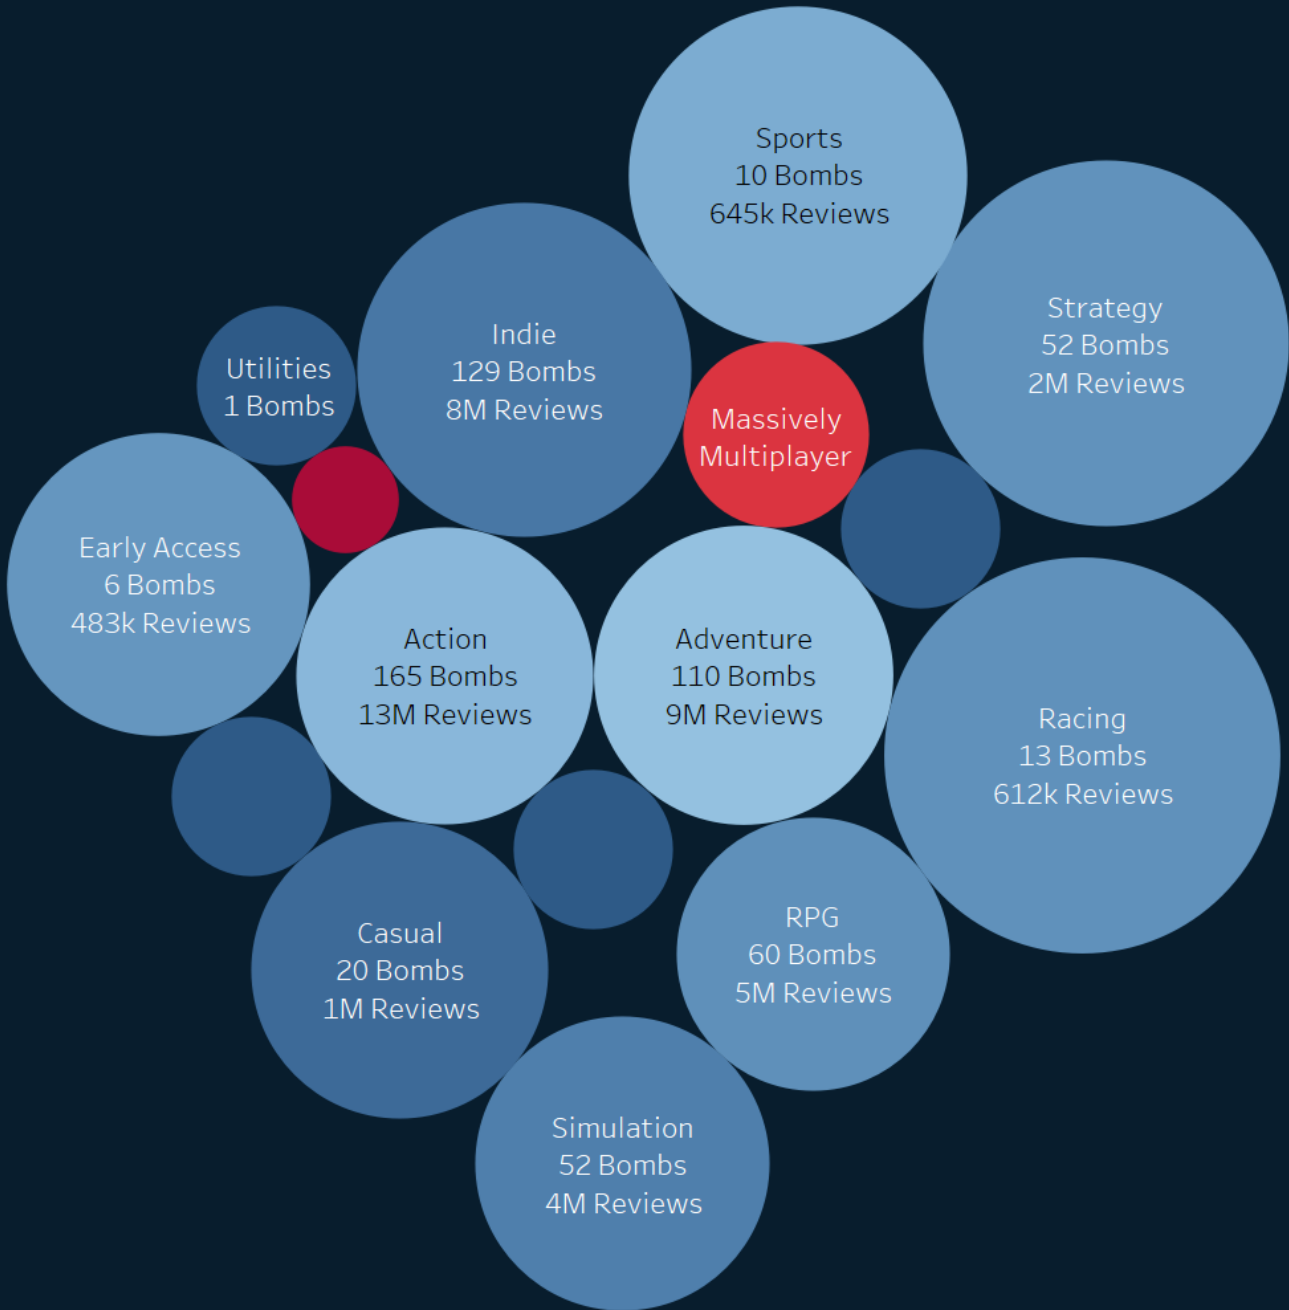 Sports
10 Bombs
645k Reviews
Strategy
52 Bombs
2M Reviews
Indie
129 Bombs
8M Reviews
Utilities
1 Bombs
Massively
Multiplayer
Early Access
6 Bombs
483k Reviews
Action
165 Bombs
13M Reviews
Adventure
110 Bombs
9M Reviews
Racing
13 Bombs
612k Reviews
RPG
60 Bombs
5M Reviews
Casual
20 Bombs
1M Reviews
Simulation
52 Bombs
4M Reviews